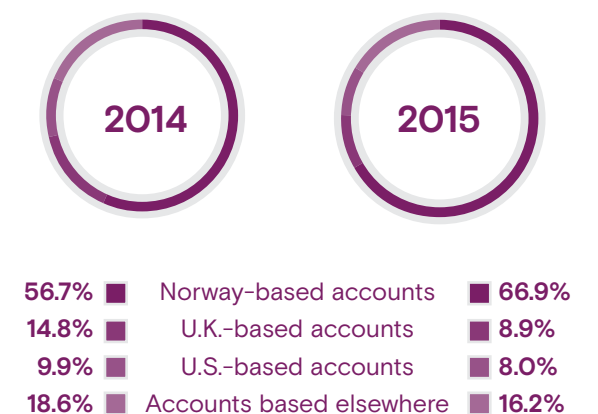 2014 2015
56.7% Norway-based accounts 66.9%
14.8% U.K.-based accounts 8.9%
9.9% U.S.-based accounts 8.0%
18.6% Accounts based elsewhere 16.2%